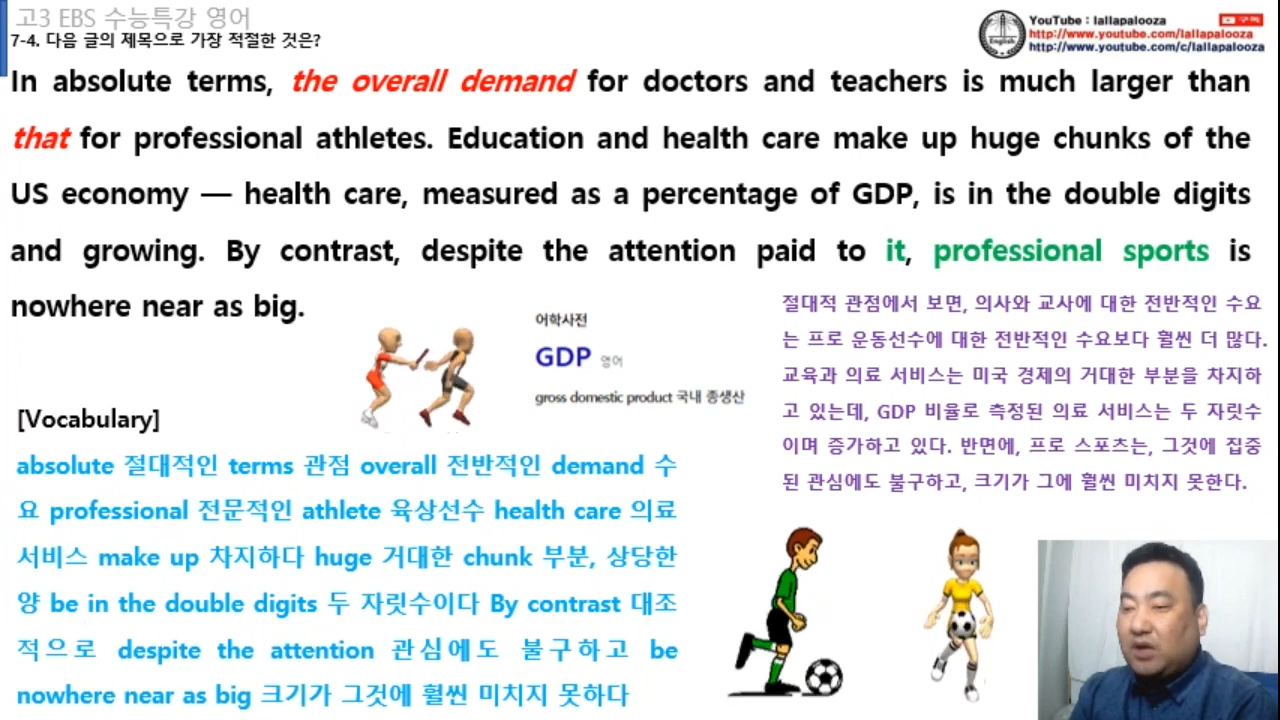 고3 EBS 수능특강 영어
7-4. 다음 글의 제목으로 가장 적절한 것은?
YouTube : lallapalooza
구독
http://www.youtube.com/lallapalooza
http://www.youtube.com/c/lallapalooza
English
In absolute terms, the overall demand for doctors and teachers is much larger than
that for professional athletes. Education and health care make up huge chunks of the
US economy — health care, measured as a percentage of GDP, is in the double digits
and growing. By contrast, despite the attention paid to it, professional sports is
nowhere near as big.
어학사전
GDP 영어
gross domestic product 국내 총생산
절대적 관점에서 보면, 의사와 교사에 대한 전반적인 수요
는 프로 운동선수에 대한 전반적인 수요보다 훨씬 더 많다.
교육과 의료 서비스는 미국 경제의 거대한 부분을 차지하
고 있는데, GDP 비율로 측정된 의료 서비스는 두 자릿수
이며 증가하고 있다. 반면에, 프로 스포츠는, 그것에 집중
된 관심에도 불구하고, 크기가 그에 훨씬 미치지 못한다.
[Vocabulary]
absolute 절대적인 terms 관점 overall 전반적인 demand 수
요 professional 전문적인 athlete 육상선수 health care 의료
서비스 make up 차지하다 huge 거대한 chunk 부분, 상당한
양 be in the double digits 두 자릿수이다 By contrast 대조
적으로 despite the attention 관심에도 불구하고 be
nowhere near as big 크기가 그것에 훨씬 미치지 못하다